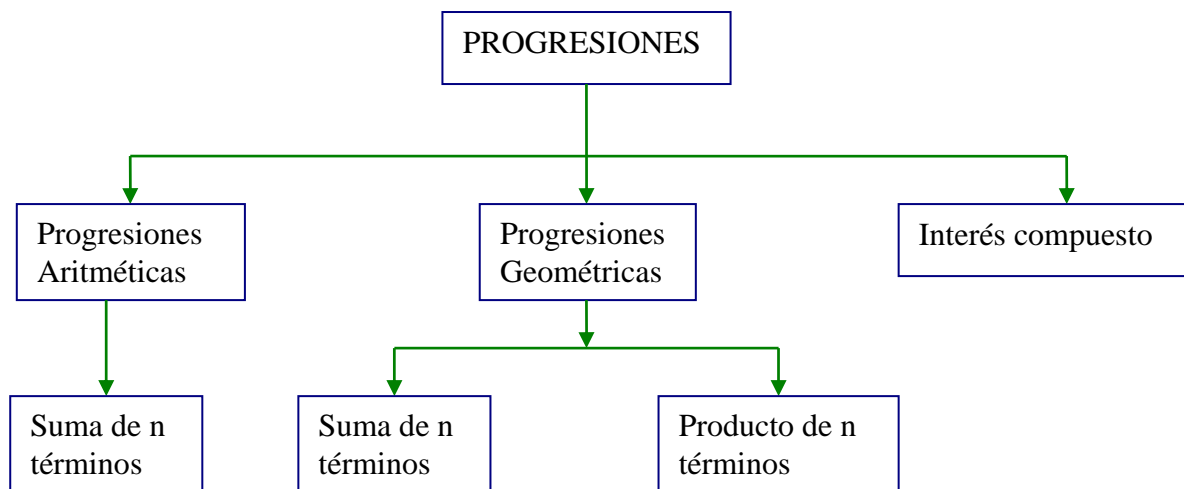 PROGRESIONES
Progresiones
Aritméticas
Progresiones
Geométricas
Interés compuesto
Suma de n
términos
Suma de n
términos
Producto de n
términos